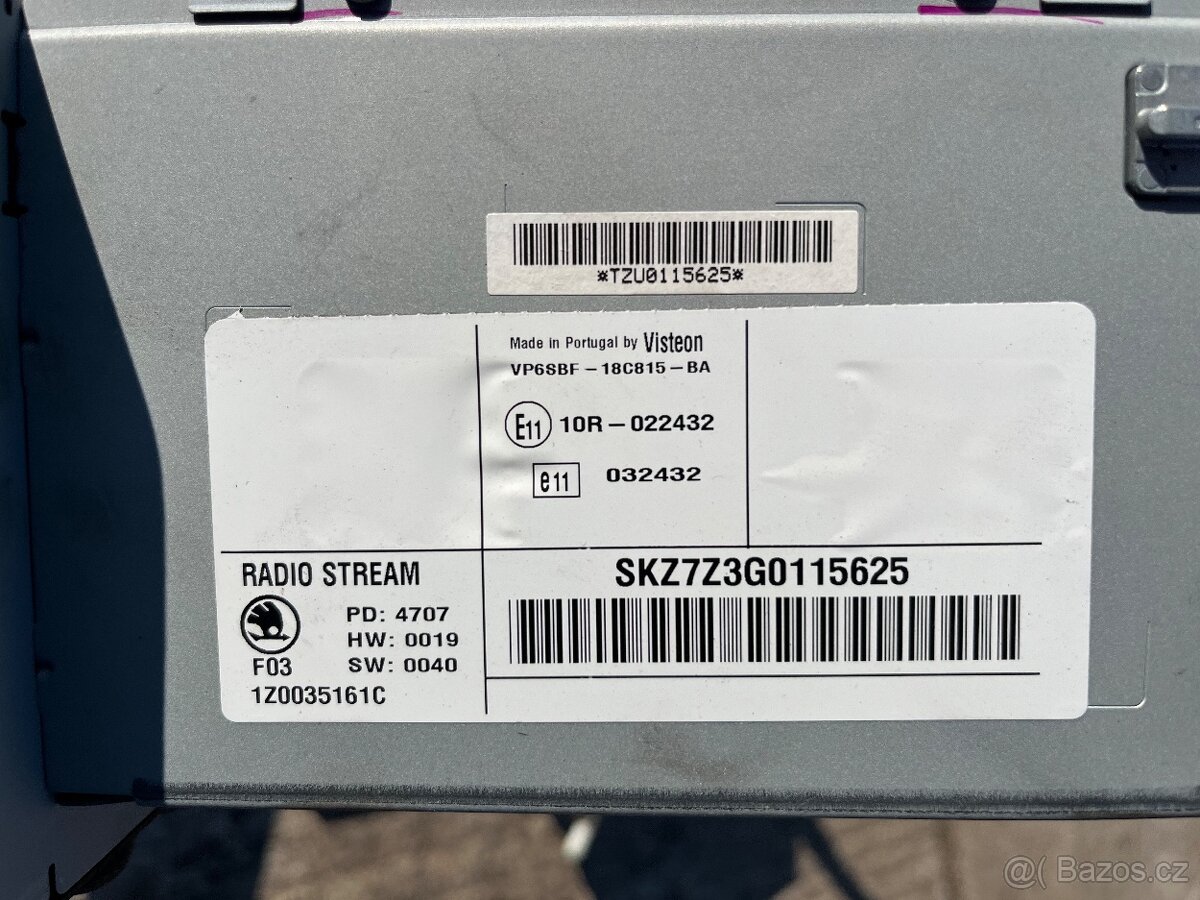 *TZU0115625*
Made in Portugal by Visteon
VP6SBF-18C815-BA
E11 10R-022432
e11 032432
RADIO STREAM
PD: 4707
HW: 0019
F03 SW: 0040
1Z0035161C
SKZ7Z3G0115625
@( Bazos.cz